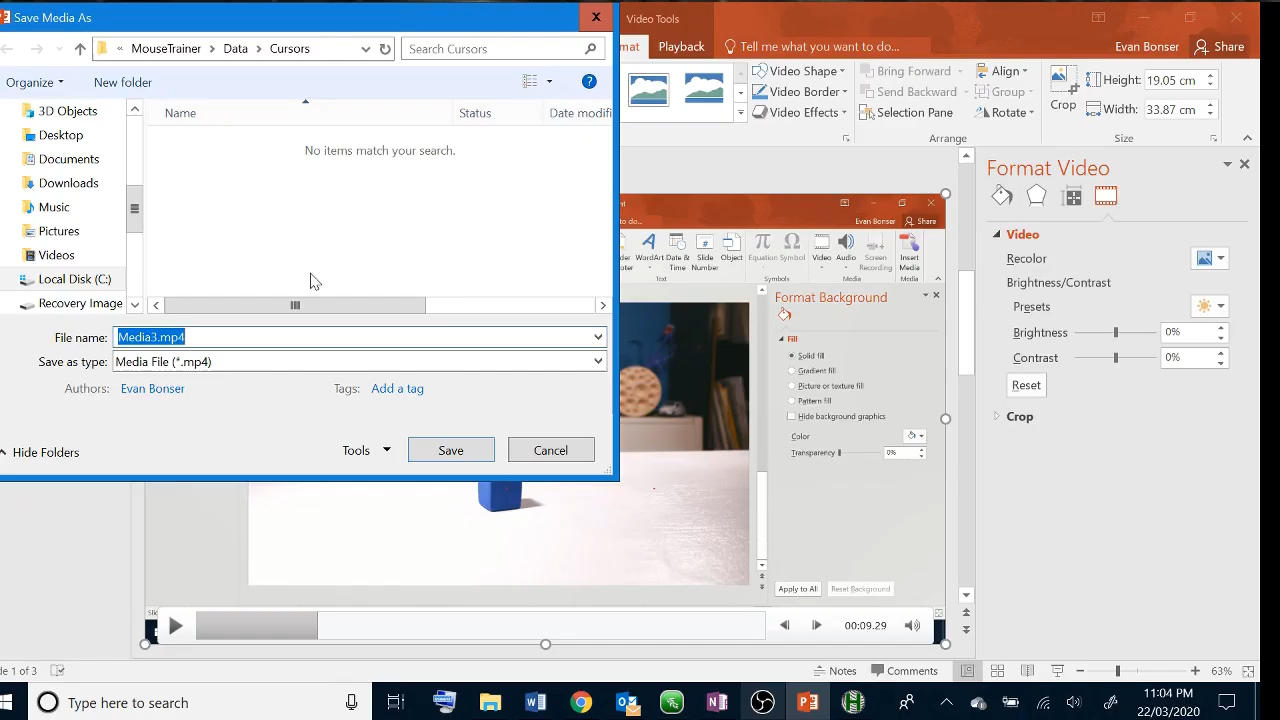 Save Media As
Video Tools
MouseTrainer
Data
Cursors
Search Cursors
mat
Playback
Tell me what you want to do...
Evan Bonser
Share
Organize
New folder
Video Shape
Video Border
Video Effects
Bring Forward
Send Backward
Selection Pane
Align
Group
Rotate
Arrange
Crop
Height:
19.05 cm
Width:
33.87 cm
Size
3D Objects
Desktop
Documents
Downloads
Music
Pictures
Videos
Local Disk (C:)
Recovery Image
Name
Status
Date modifi
No items match your search.
File name:
Media3.mp4
Save as type:
Media File (*.mp4)
Authors:
Evan Bonser
Tags:
Add a tag
Hide Folders
Tools
Save
Cancel
to do...
Evan Bonser
Share
WordArt
Date & Time
Slide Number
Object
Text
Equation
Symbol
Symbols
Video
Audio
Screen Recording
Media
Insert Media
Format Background
Fill
Solid fill
Gradient fill
Picture or texture fill
Pattern fill
Hide background graphics
Color
Transparency
0%
Apply to All
Reset Background
00:09.29
Format Video
Video
Recolor
Brightness/Contrast
Presets
Brightness
0%
Contrast
0%
Reset
Crop
de 1 of 3
Notes
Comments
63%
Type here to search
11:04 PM
22/03/2020